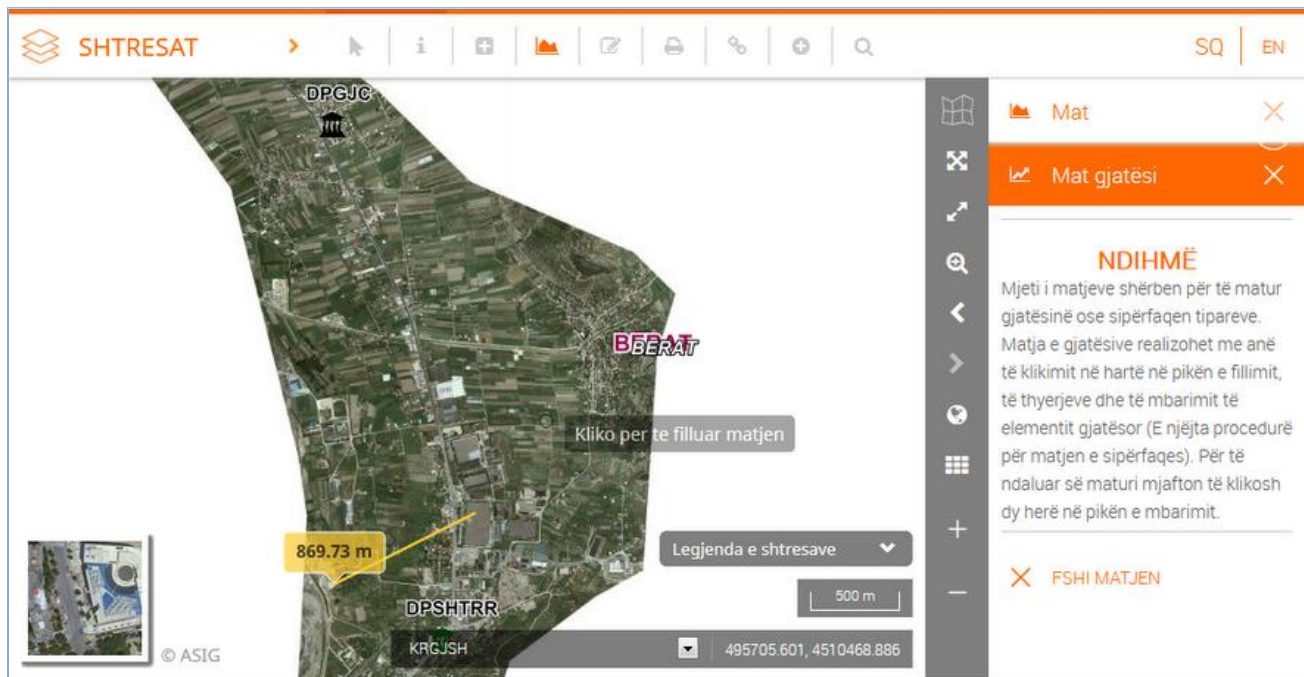 SHTRESAT
SQ
EN
DPGJC
BERAT
BERAT
Kliko per te filluar matjen
869.73 m
Legjenda e shtresave
500 m
DPSHTRR
KRGJSH
495705.601, 4510468.886
© ASIG
Mat
Mat gjatësi
NDIHMË
Mjeti i matjeve shërben për të matur
gjatësinë ose sipërfaqen tipareve.
Matja e gjatësive realizohet me anë
të klikimit në hartë në pikën e fillimit,
të thyerjeve dhe të mbarimit të
elementit gjatësor (E njëjta procedurë
për matjen e sipërfaqes). Për të
ndaluar së maturi mjafton të klikosh
dy herë në pikën e mbarimit.
FSHI MATJEN